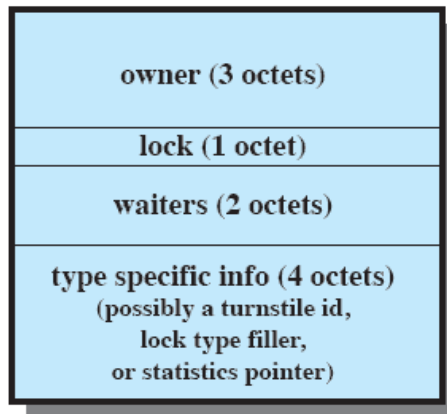 owner (3 octets)
lock (1 octet)
waiters (2 octets)
type specific info (4 octets)
(possibly a turnstile id,
lock type filler,
or statistics pointer)